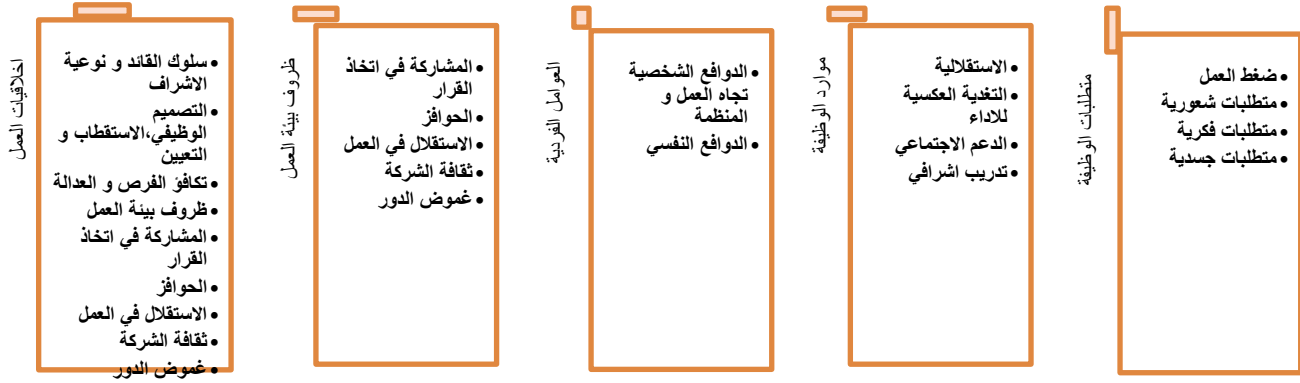 متطلبات الوظيفة
• ضغط العمل
• متطلبات شعورية
• متطلبات فكرية
• متطلبات جسدية
موارد الوظيفة
• الاستقلالية
• التغدية العكسية
للاداء
• الدعم الاجتماعي
• تدريب اشرافي
العوامل الفردية
• الدوافع الشخصية
تجاه العمل و
المنظمة
• الدوافع النفسي
ظروف بيئة العمل
• المشاركة في اتخاذ
القرار
• الحوافز
• الاستقلال في العمل
• ثقافة الشركة
• غموض الدور
اخلاقيات العمل
• سلوك القائد و نوعية
الاشراف
• التصميم
الوظيفي،الاستقطاب و
التعيين
• تكافؤ الفرص و العدالة
• ظروف بيئة العمل
• المشاركة في اتخاذ
القرار
• الحوافز
• الاستقلال في العمل
• ثقافة الشركة
• غموض الدور